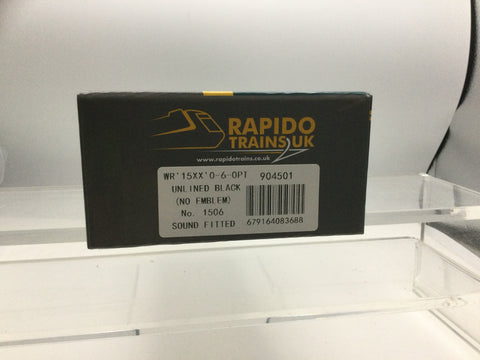 RAPIDO
TRAINS UK
www.rapidotrains.co.uk
WR '15XX' 0-6-0PT 904501
UNLINED BLACK
(NO EMBLEM)
No. 1506
SOUND FITTED 679164083688